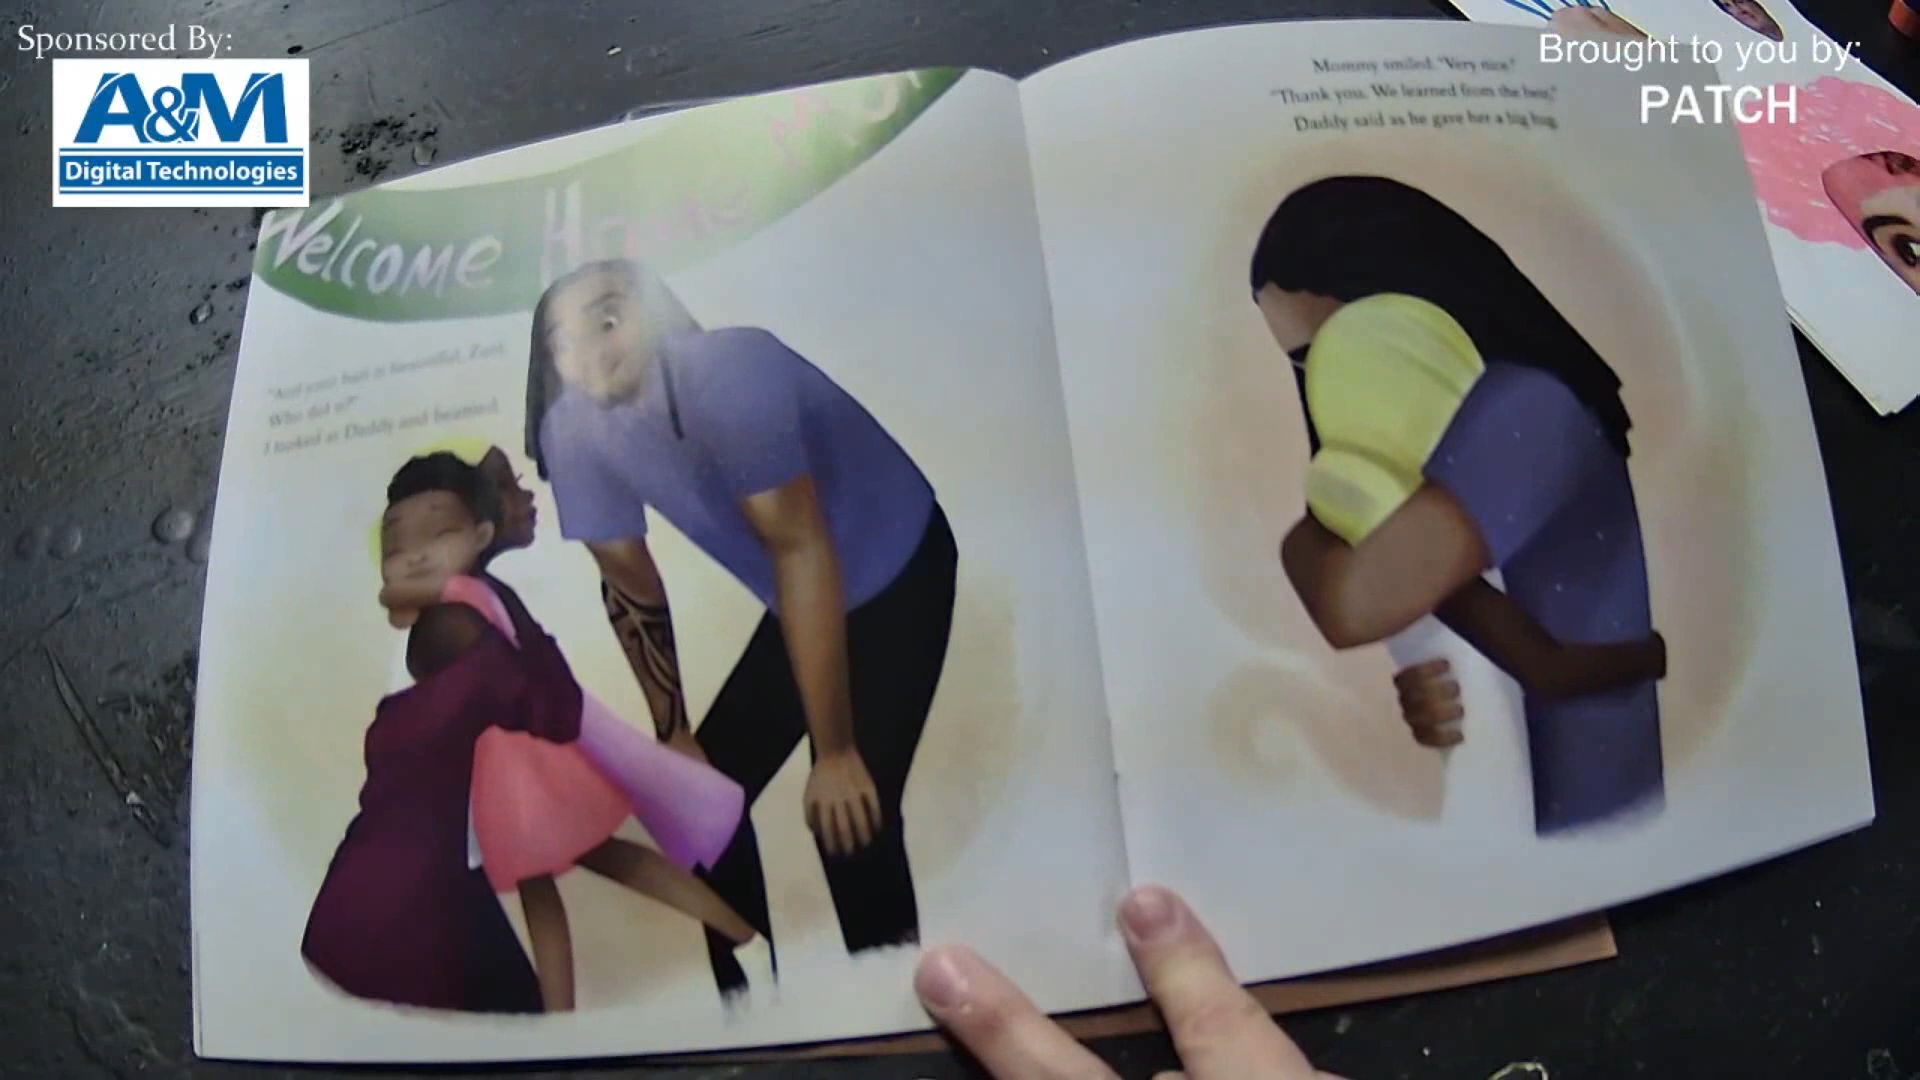 Sponsored By:
A&M
Digital Technologies
Brought to you by:
PATCH
Welcome Home
"And your hair is beautiful, Zuri.
Who did it?"
I looked at Daddy and beamed.
Mommy smiled. "Very nice."
"Thank you. We learned from the best,"
Daddy said as he gave her a big hug.